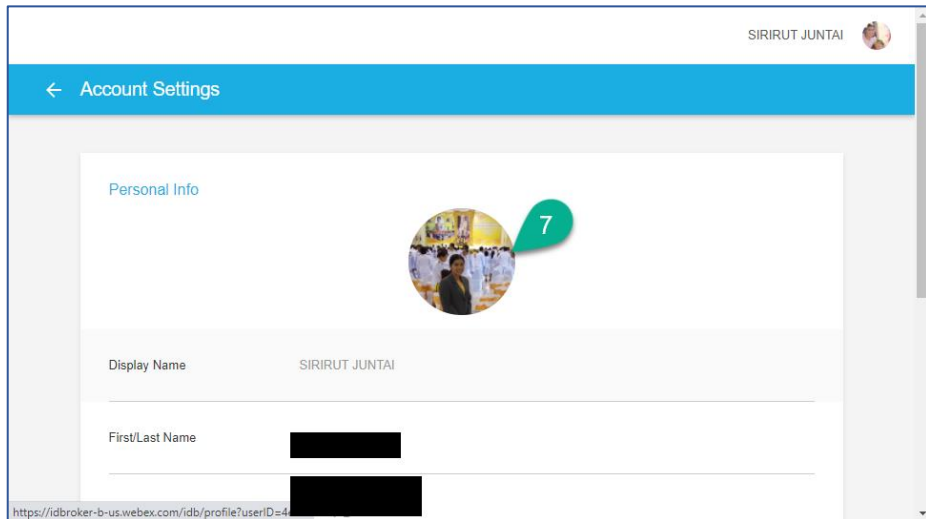 SIRIRUT JUNTAI
← Account Settings
Personal Info
7
Display Name SIRIRUT JUNTAI
First/Last Name
https://idbroker-b-us.webex.com/idb/profile?userID=4